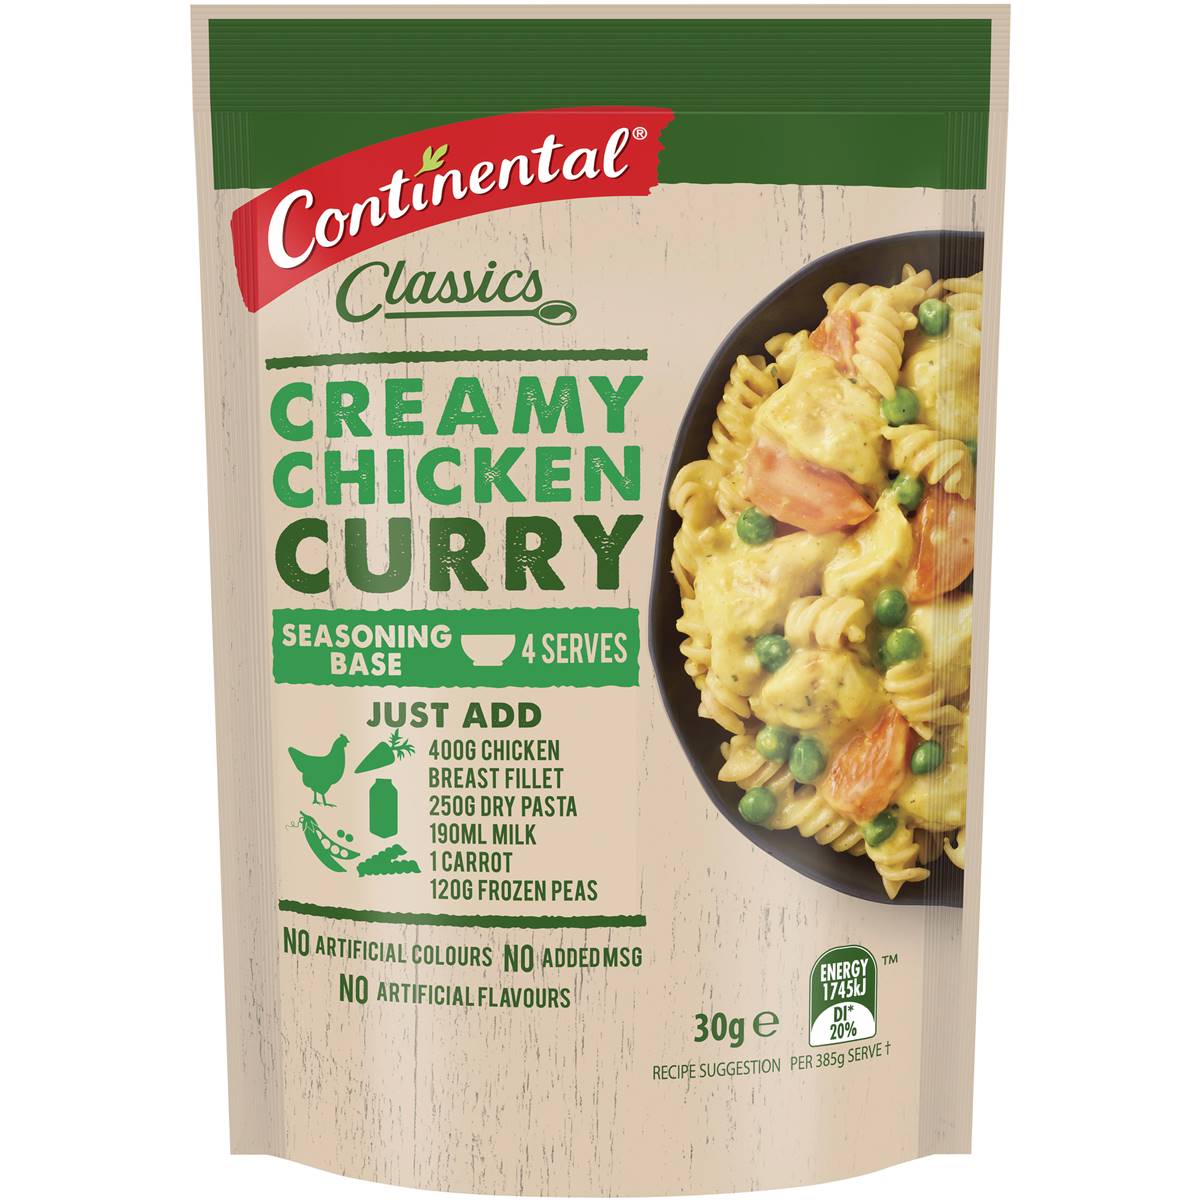 Continental®
Classics
CREAMY
CHICKEN
CURRY
SEASONING
BASE
4 SERVES
JUST ADD
400G CHICKEN
BREAST FILLET
250G DRY PASTA
190ML MILK
1 CARROT
120G FROZEN PEAS
NO ARTIFICIAL COLOURS NO ADDED MSG
NO ARTIFICIAL FLAVOURS
ENERGY
1745kJ
DI*
20%
™
30g e
RECIPE SUGGESTION PER 385g SERVE †